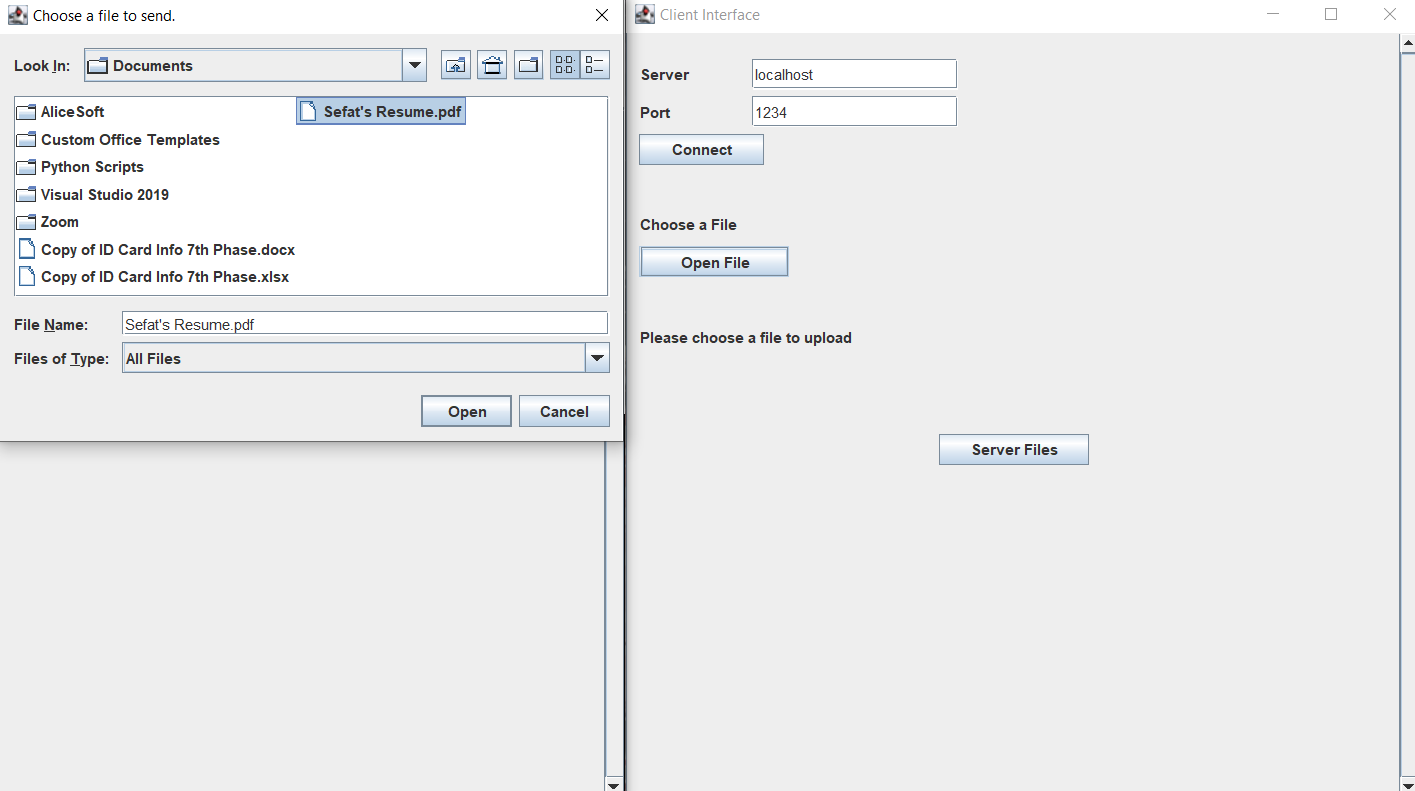 Choose a file to send.
Look In: Documents
AliceSoft
Custom Office Templates
Python Scripts
Visual Studio 2019
Zoom
Copy of ID Card Info 7th Phase.docx
Copy of ID Card Info 7th Phase.xlsx
Sefat's Resume.pdf
File Name: Sefat's Resume.pdf
Files of Type: All Files
Open Cancel
Client Interface
Server localhost
Port 1234
Connect
Choose a File
Open File
Please choose a file to upload
Server Files